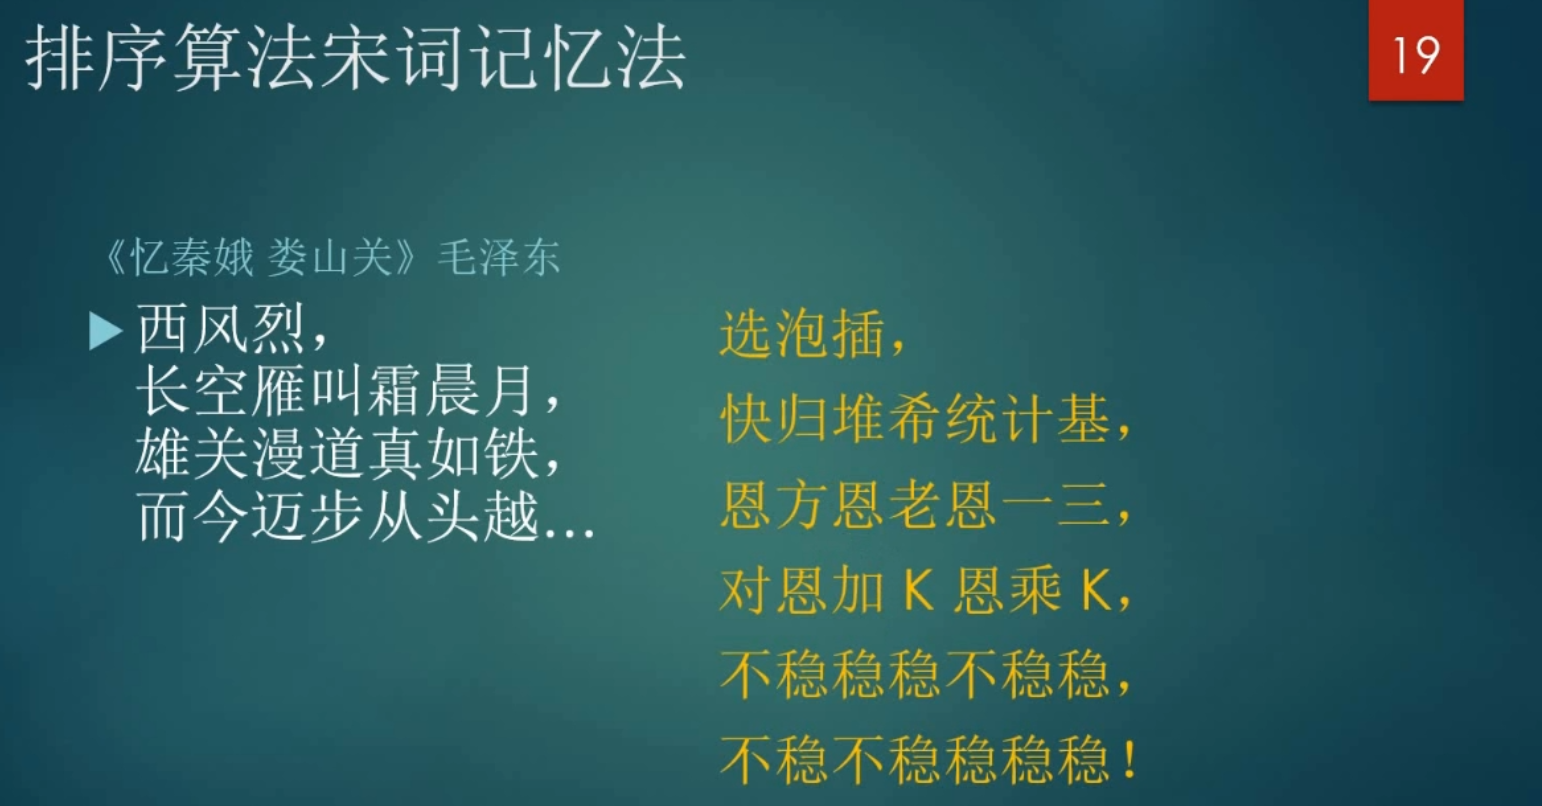 排序算法宋词记忆法
19
《忆秦娥 娄山关》毛泽东
西风烈，
长空雁叫霜晨月，
雄关漫道真如铁，
而今迈步从头越...
选泡插，
快归堆希统计基，
恩方恩老恩一三，
对恩加 K 恩乘 K，
不稳稳稳不稳稳，
不稳不稳稳稳稳！